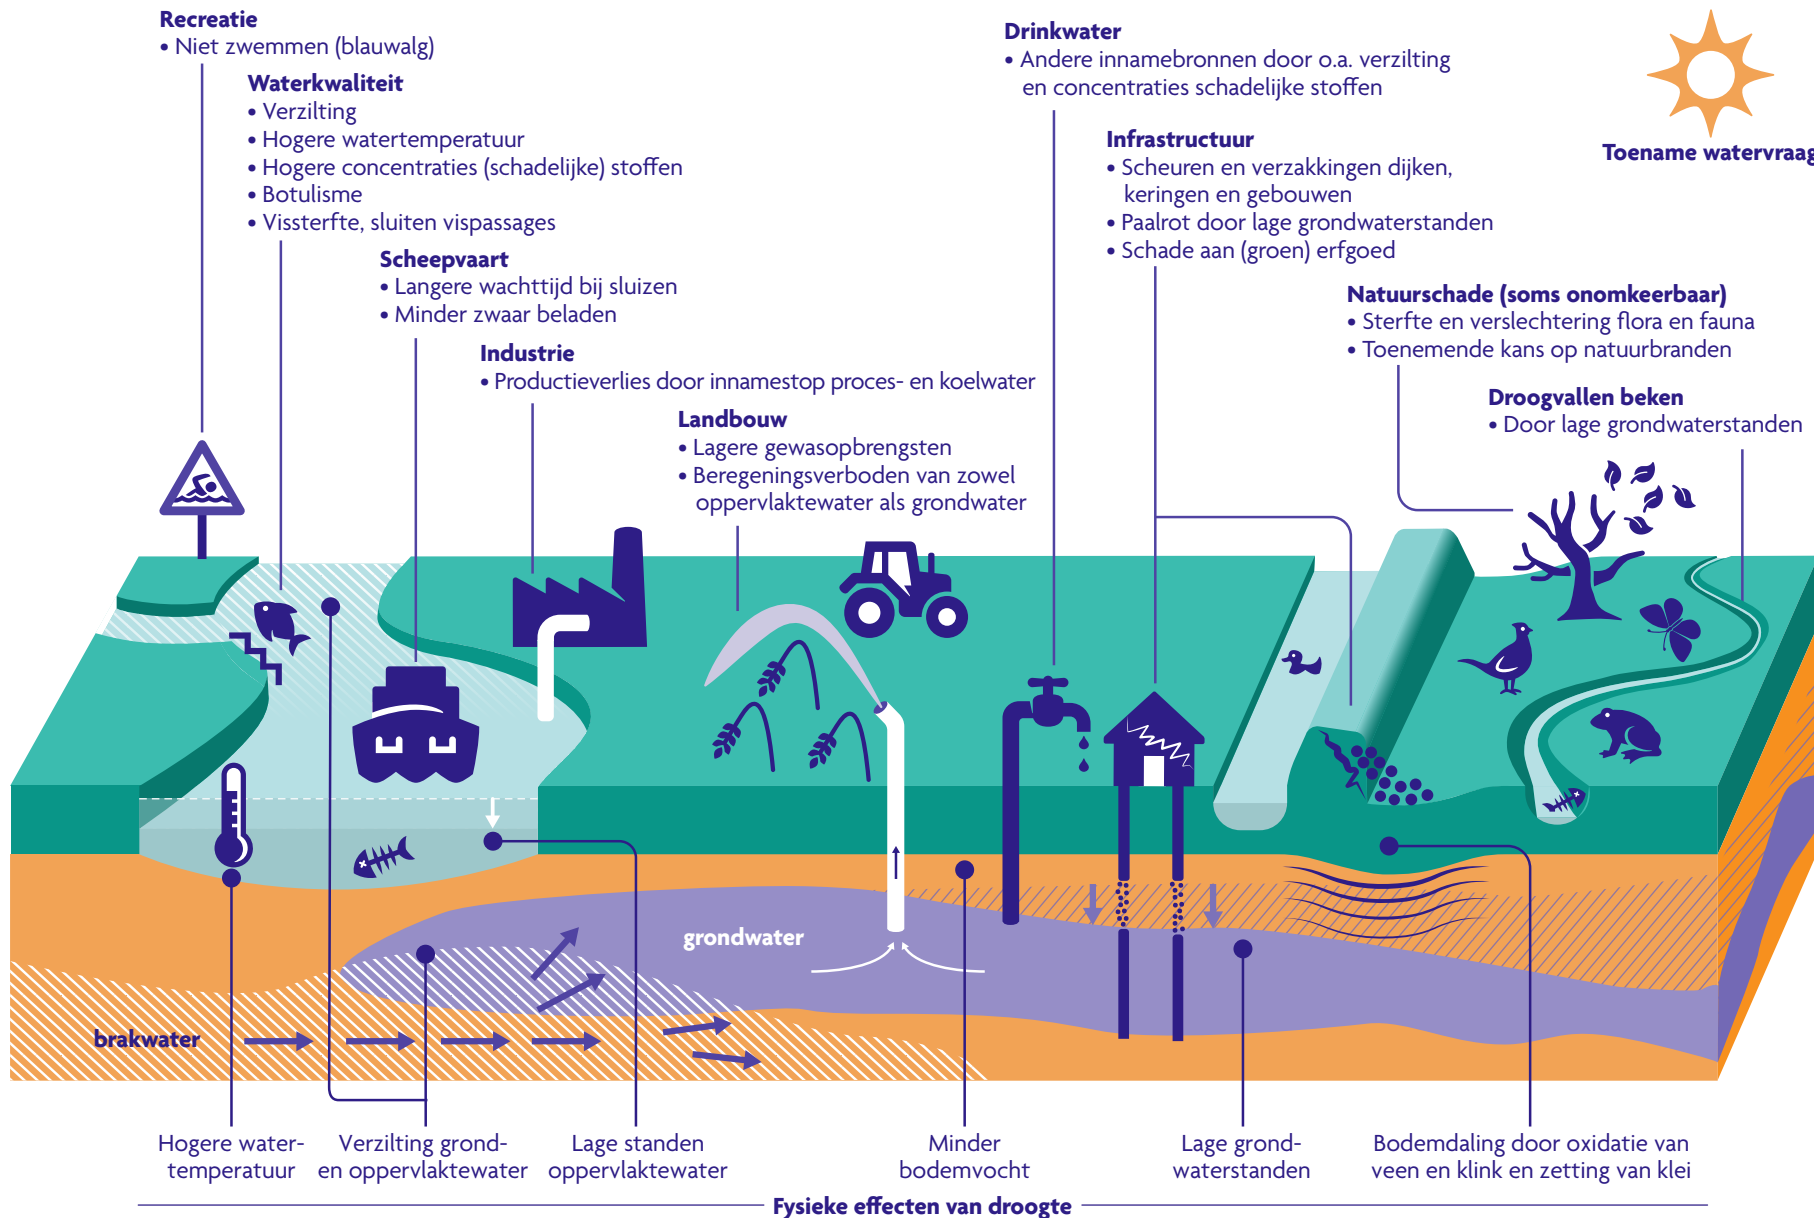 Recreatie
• Niet zwemmen (blauwalg)
Waterkwaliteit
• Verzilting
• Hogere watertemperatuur
• Hogere concentraties (schadelijke) stoffen
• Botulisme
• Vissterfte, sluiten vispassages
Scheepvaart
• Langere wachttijd bij sluizen
• Minder zwaar beladen
Industrie
• Productieverlies door innamestop proces- en koelwater
Landbouw
• Lagere gewasopbrengsten
• Beregeningsverboden van zowel
oppervlaktewater als grondwater
Drinkwater
• Andere innamebronnen door o.a. verzilting
en concentraties schadelijke stoffen
Infrastructuur
• Scheuren en verzakkingen dijken,
keringen en gebouwen
• Paalrot door lage grondwaterstanden
• Schade aan (groen) erfgoed
Toename watervraag
Natuurschade (soms onomkeerbaar)
• Sterfte en verslechtering flora en fauna
• Toenemende kans op natuurbranden
Droogvallen beken
• Door lage grondwaterstanden
grondwater
brakwater
Hogere water-
temperatuur
Verzilting grond-
en oppervlaktewater
Lage standen
oppervlaktewater
Minder
bodemvocht
Lage grond-
waterstanden
Bodemdaling door oxidatie van
veen en klink en zetting van klei
Fysieke effecten van droogte